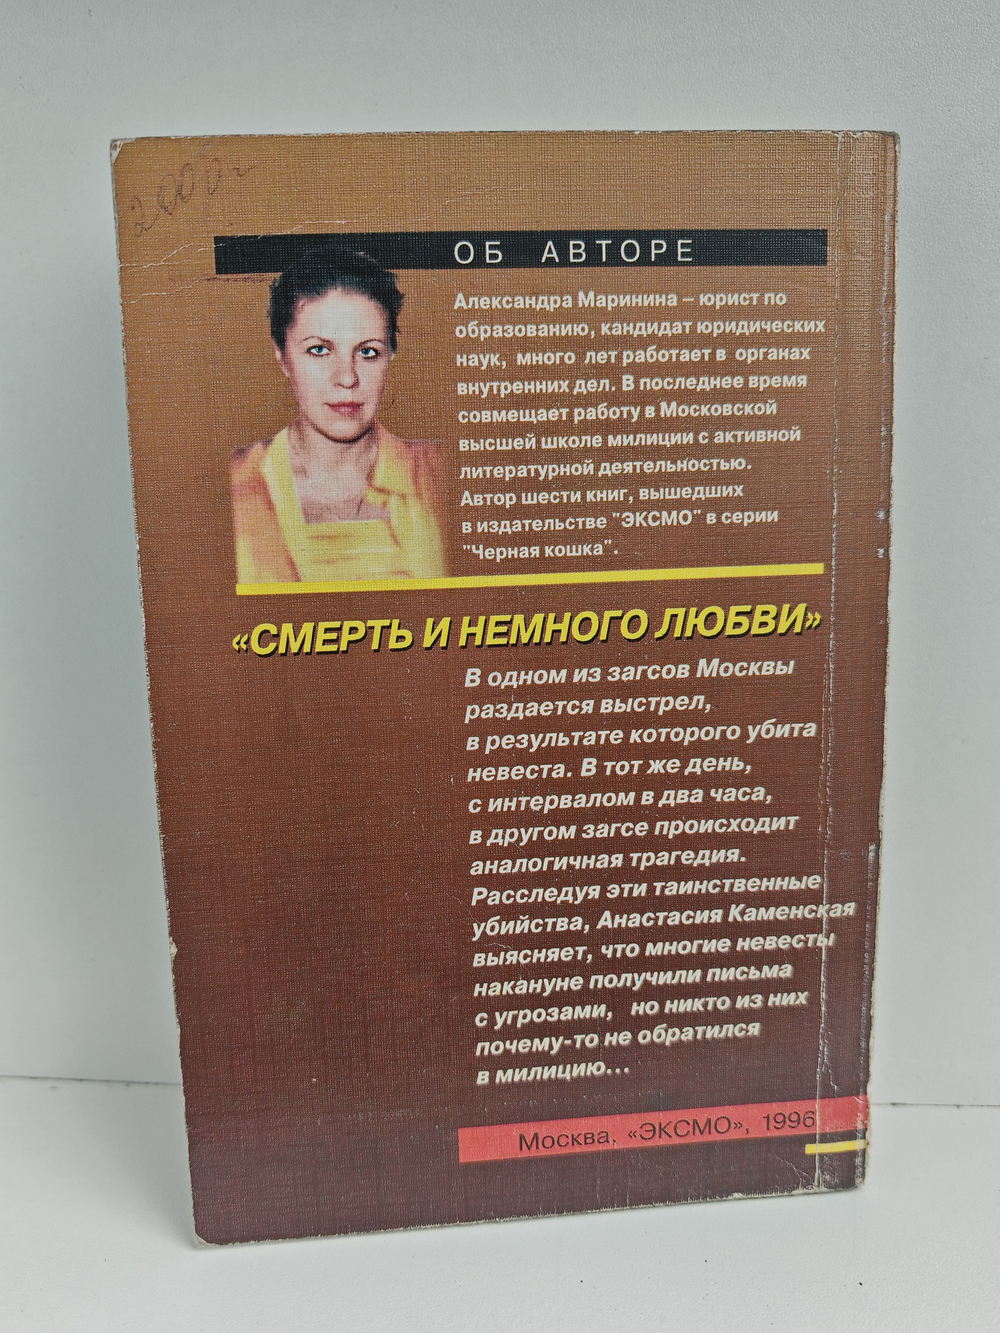 2000г
ОБ АВТОРЕ
Александра Маринина – юрист по
образованию, кандидат юридических
наук, много лет работает в органах
внутренних дел. В последнее время
совмещает работу в Московской
высшей школе милиции с активной
литературной деятельностью.
Автор шести книг, вышедших
в издательстве "ЭКСМО" в серии
"Черная кошка".
«СМЕРТЬ И НЕМНОГО ЛЮБВИ»
В одном из загсов Москвы
раздается выстрел,
в результате которого убита
невеста. В тот же день,
с интервалом в два часа,
в другом загсе происходит
аналогичная трагедия.
Расследуя эти таинственные
убийства, Анастасия Каменская
выясняет, что многие невесты
накануне получили письма
с угрозами, но никто из них
почему-то не обратился
в милицию...
Москва, «ЭКСМО», 1996